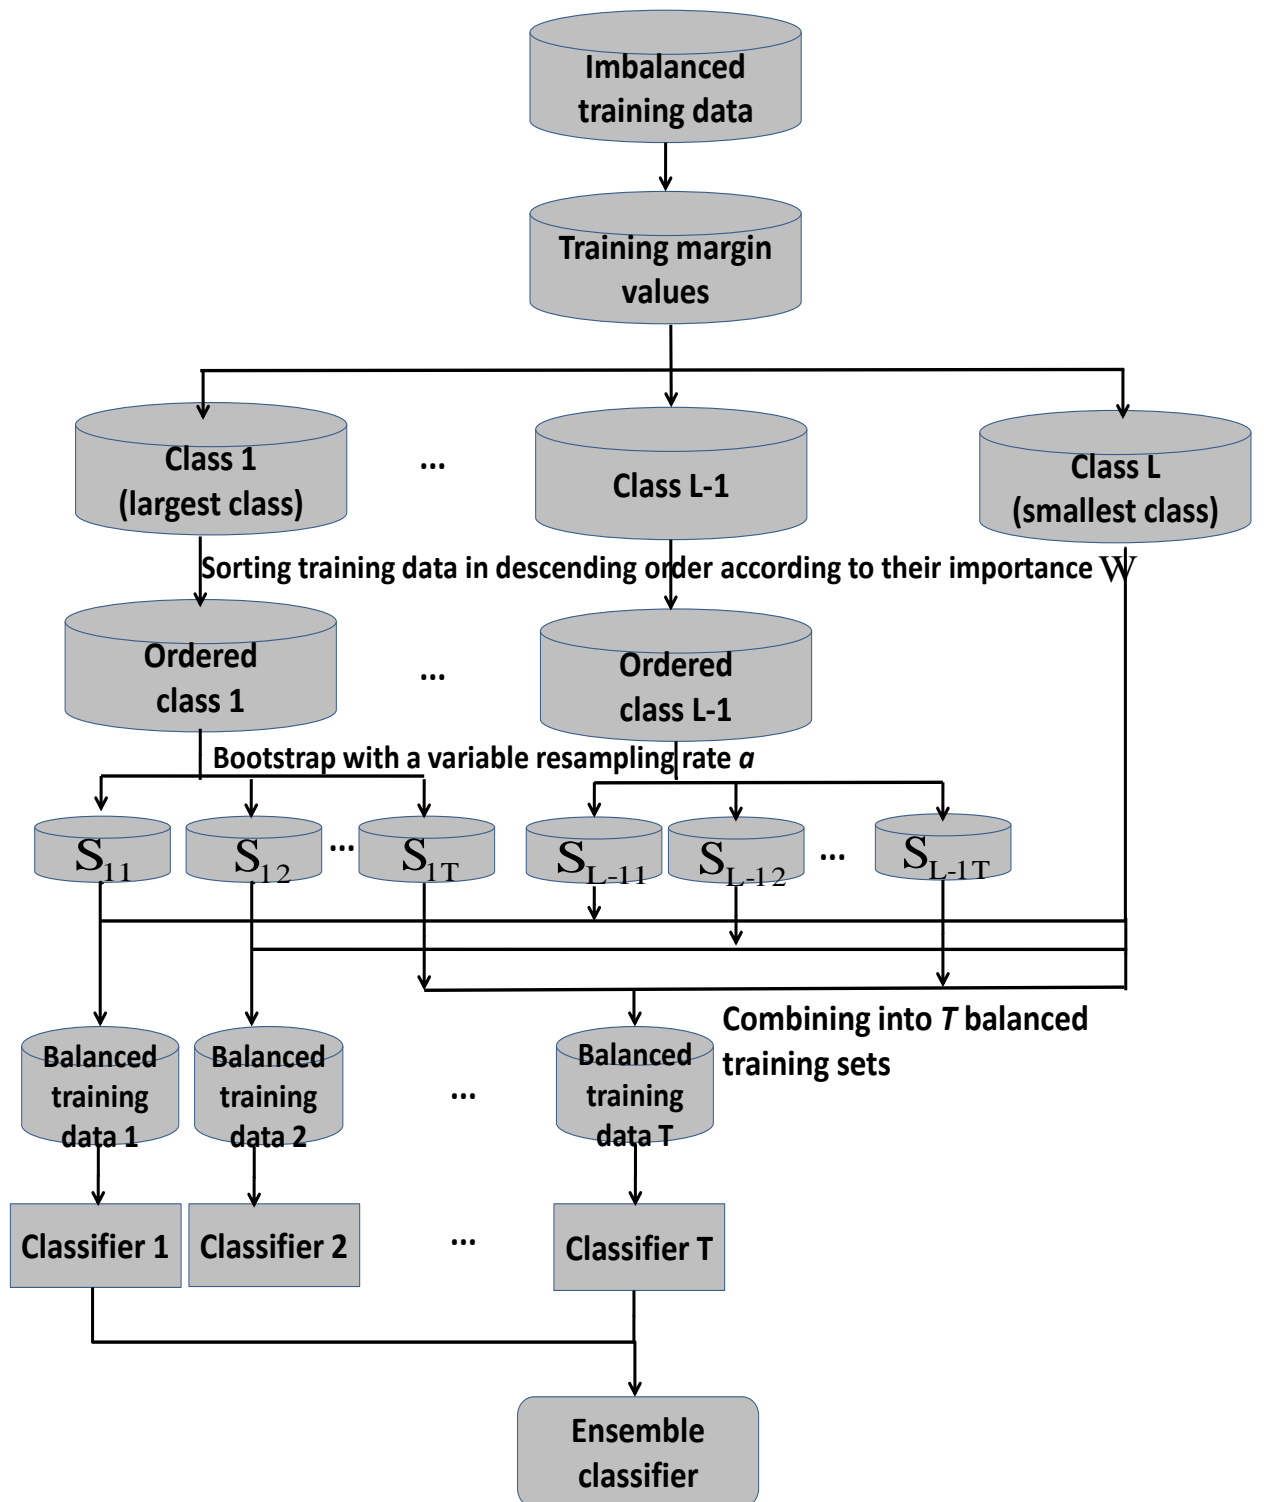 Imbalanced
training data
Training margin
values
Class 1
(largest class)
...
Class L-1
Class L
(smallest class)
Sorting training data in descending order according to their importance W
Ordered
class 1
...
Ordered
class L-1
Bootstrap with a variable resampling rate a
S11
S12
...
S1T
SL-11
SL-12
...
SL-1T
Combining into T balanced
training sets
Balanced
training
data 1
Balanced
training
data 2
...
Balanced
training
data T
Classifier 1
Classifier 2
...
Classifier T
Ensemble
classifier